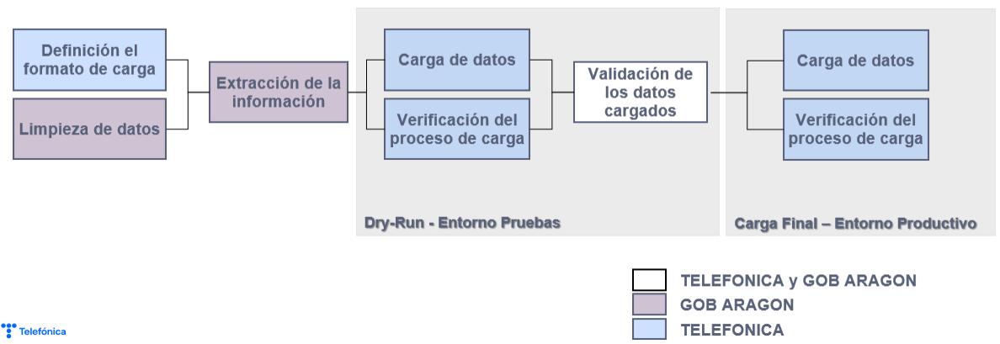 Definición el
formato de carga
Limpieza de datos
Extracción de la
información
Carga de datos
Verificación del
proceso de carga
Validación de
los datos
cargados
Carga de datos
Verificación del
proceso de carga
Dry-Run - Entorno Pruebas
Carga Final – Entorno Productivo
TELEFONICA y GOB ARAGON
GOB ARAGON
TELEFONICA
Telefónica